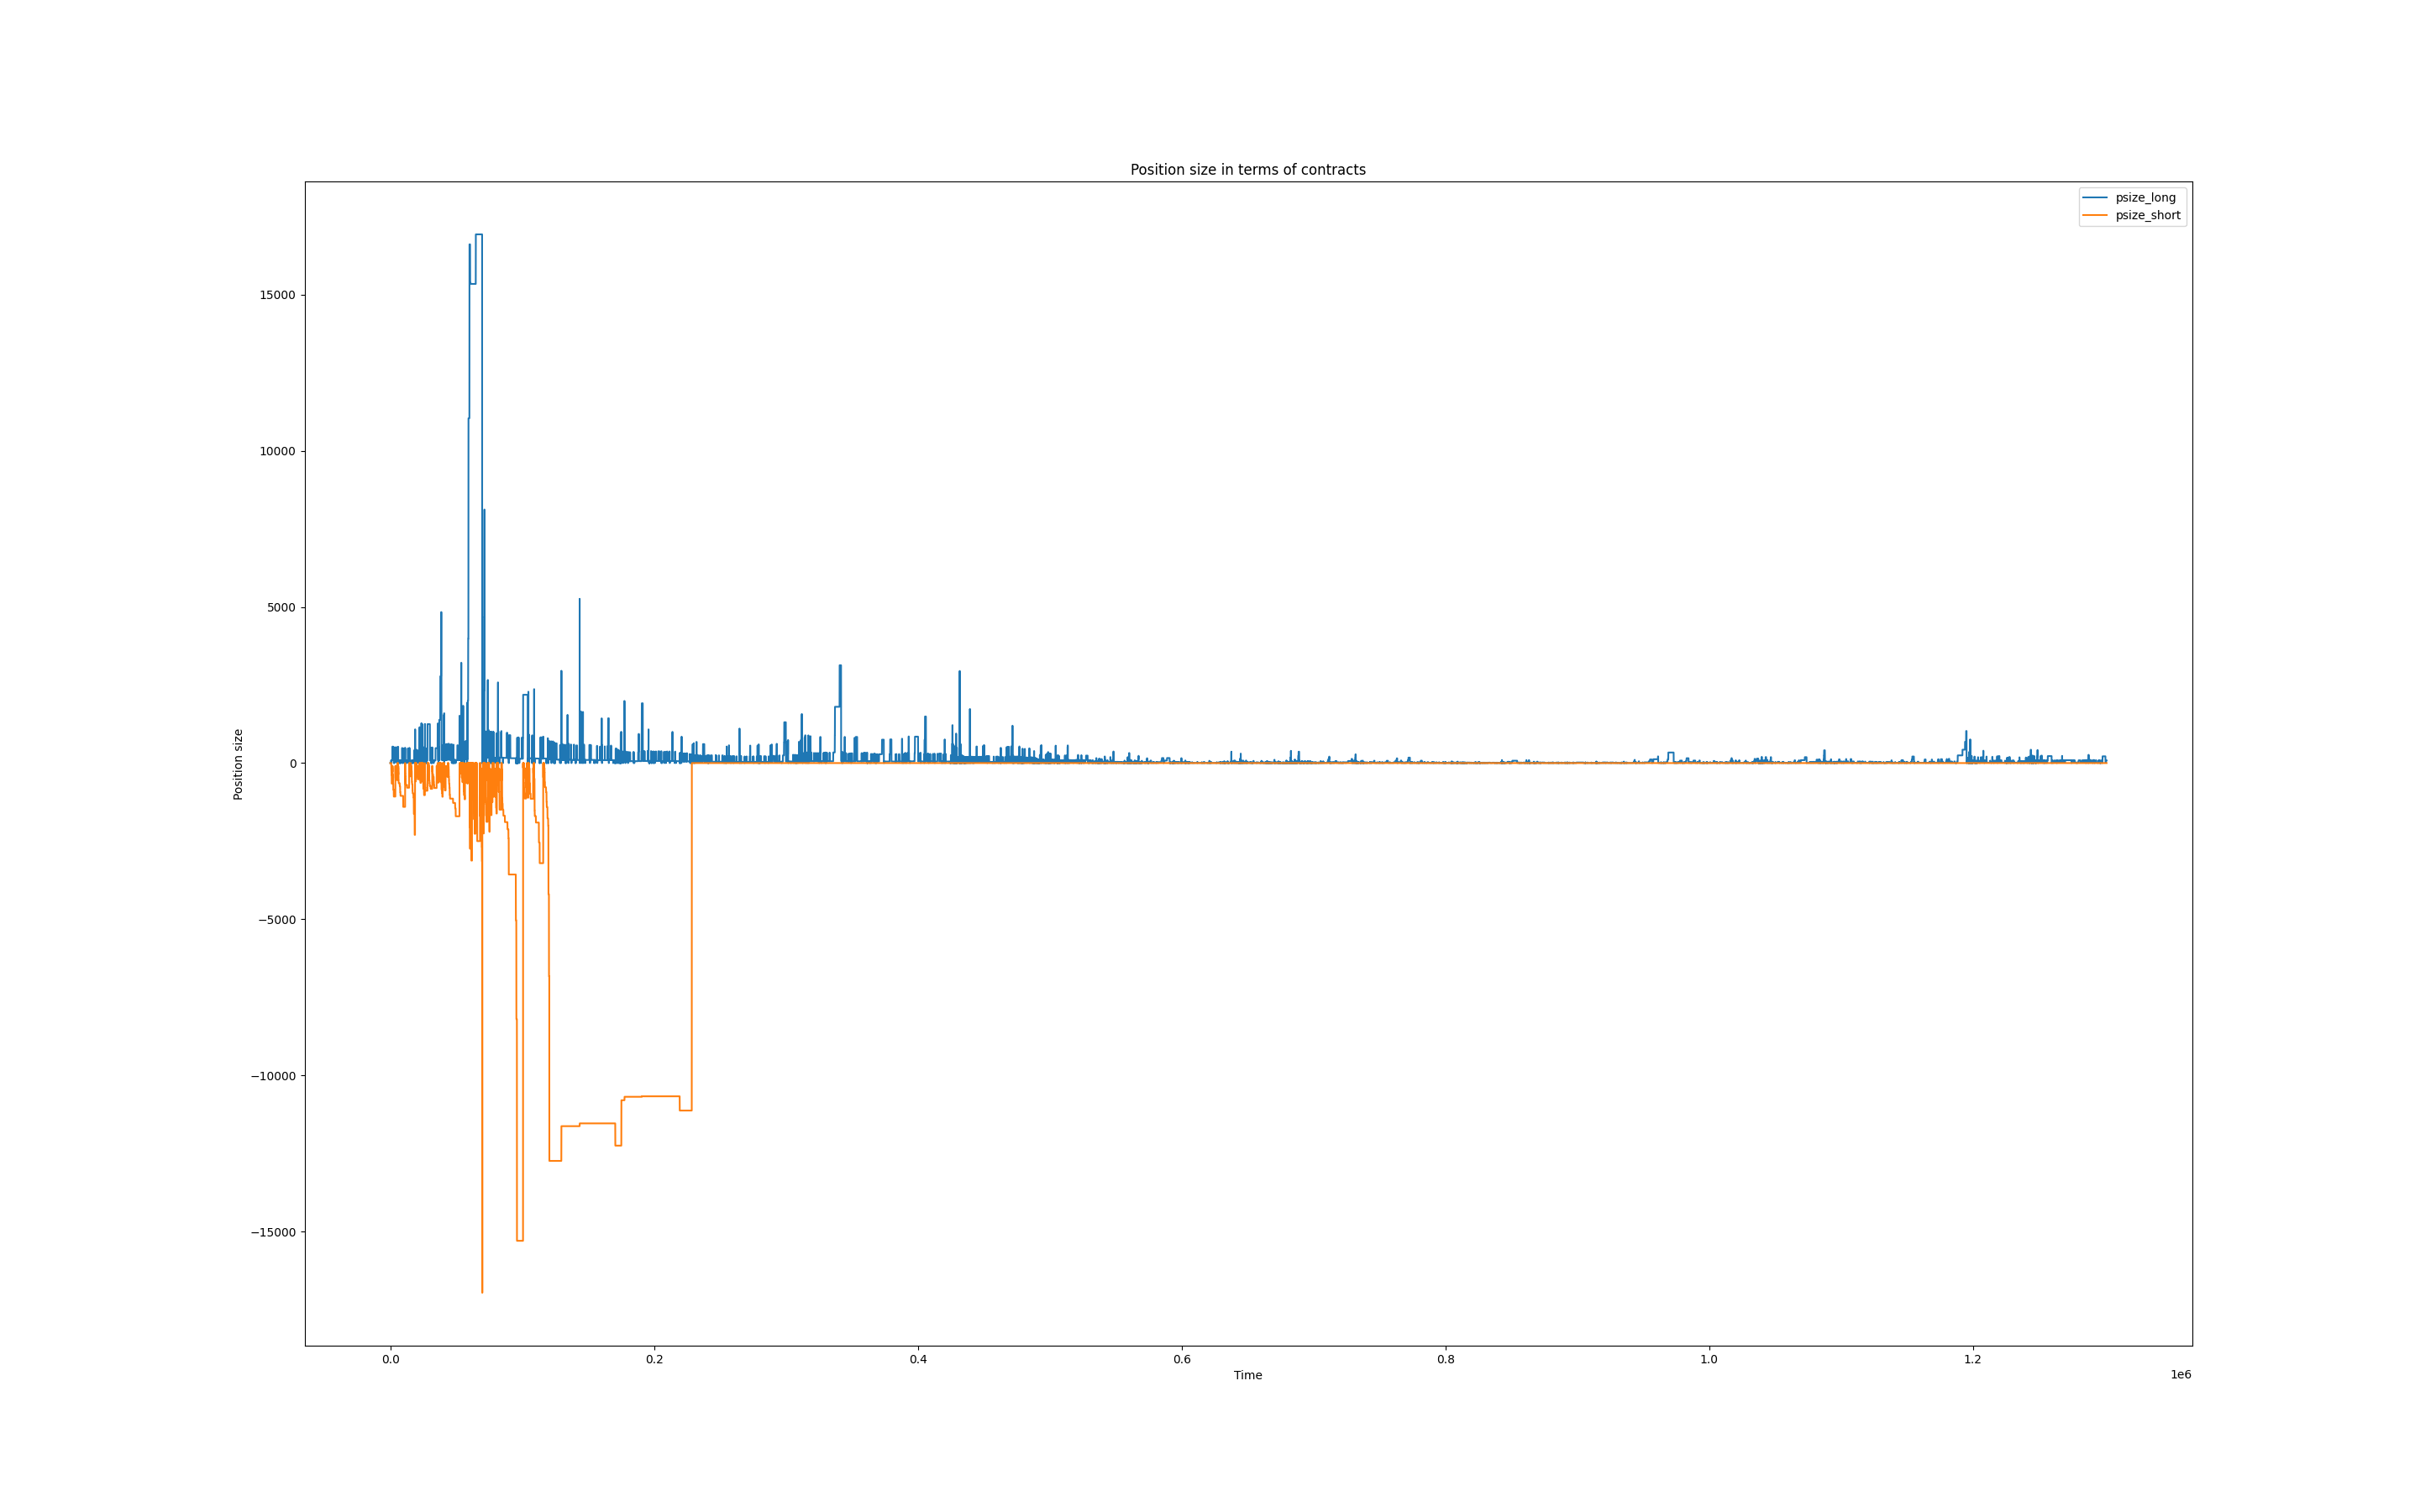 Position size in terms of contracts
psize_long
psize_short
15000
10000
5000
0
−5000
−10000
−15000
Position size
0.0 0.2 0.4 0.6 0.8 1.0 1.2
Time
1e6